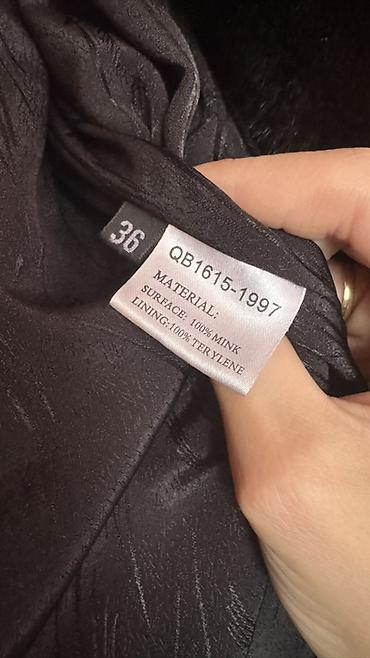 36
QB1615-1997
MATERIAL:
SURFACE: 100% MINK
LINING:100% TERYLENE